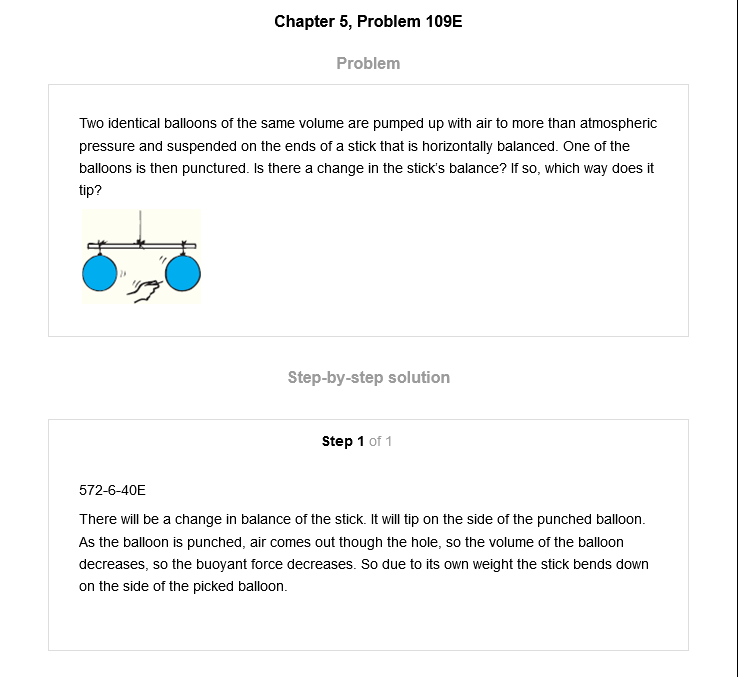 Chapter 5, Problem 109E
Problem
Two identical balloons of the same volume are pumped up with air to more than atmospheric
pressure and suspended on the ends of a stick that is horizontally balanced. One of the
balloons is then punctured. Is there a change in the stick's balance? If so, which way does it
tip?
Step-by-step solution
Step 1 of 1
572-6-40E
There will be a change in balance of the stick. It will tip on the side of the punched balloon.
As the balloon is punched, air comes out though the hole, so the volume of the balloon
decreases, so the buoyant force decreases. So due to its own weight the stick bends down
on the side of the picked balloon.